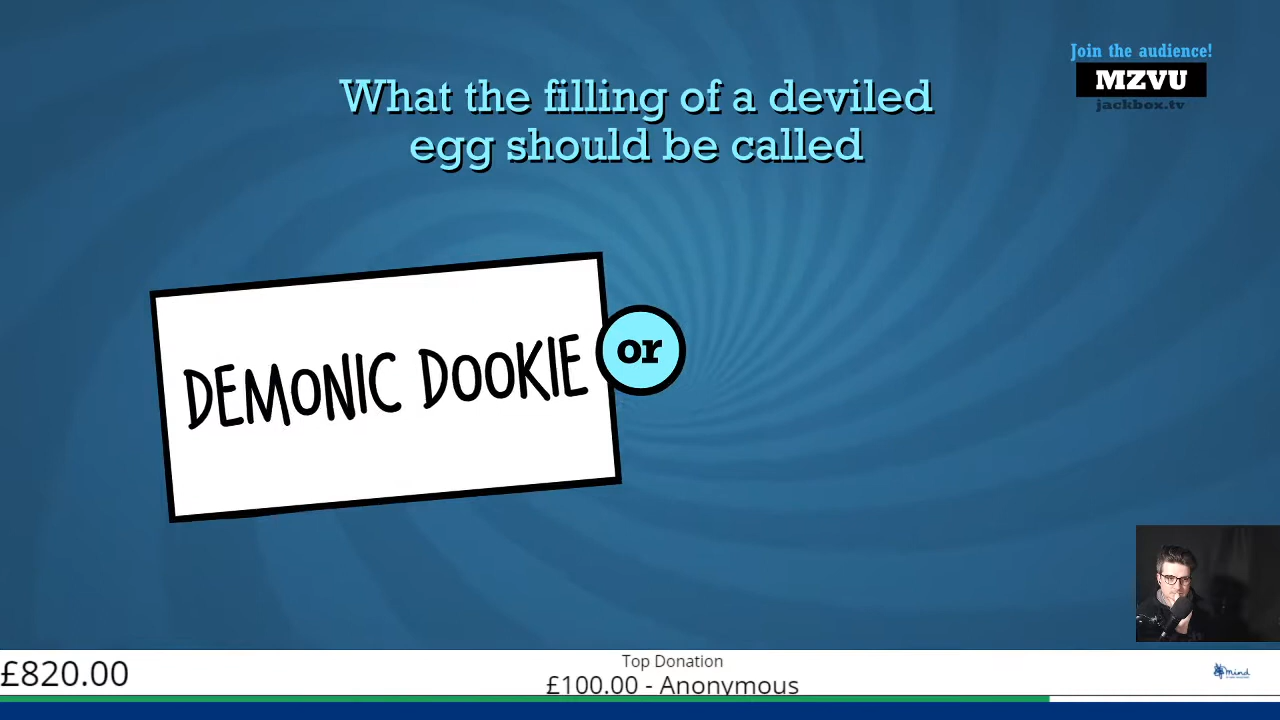 Join the audience!
MZVU
jackbox.tv
What the filling of a deviled
egg should be called
DEMONIC DOOKIE
or
£820.00
Top Donation
£100.00 - Anonymous
mind